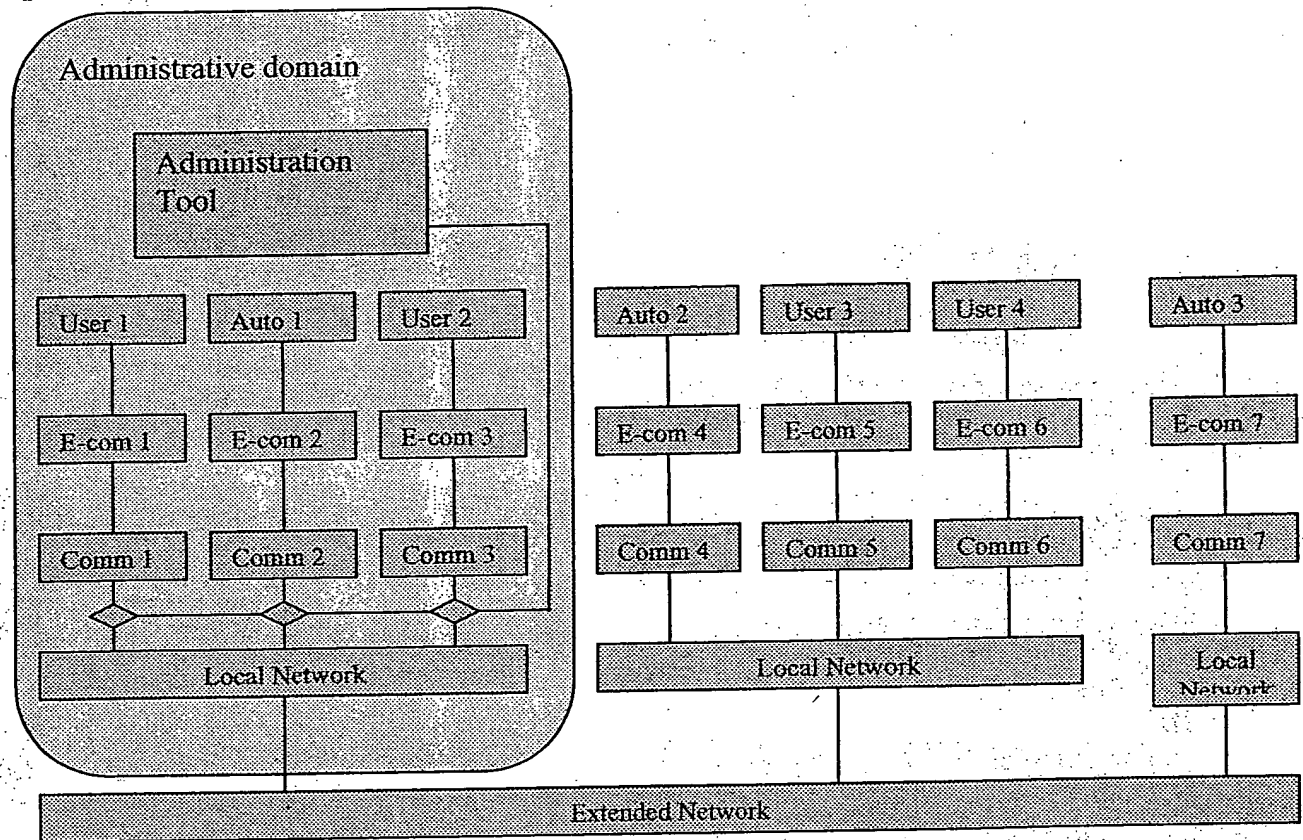 Administrative domain
Administration
Tool
User 1
Auto 1
User 2
Auto 2
User 3
User 4
Auto 3
E-com 1
E-com 2
E-com 3
E-com 4
E-com 5
E-com 6
E-com 7
Comm 1
Comm 2
Comm 3
Comm 4
Comm 5
Comm 6
Comm 7
Local Network
Local Network
Local
Network
Extended Network